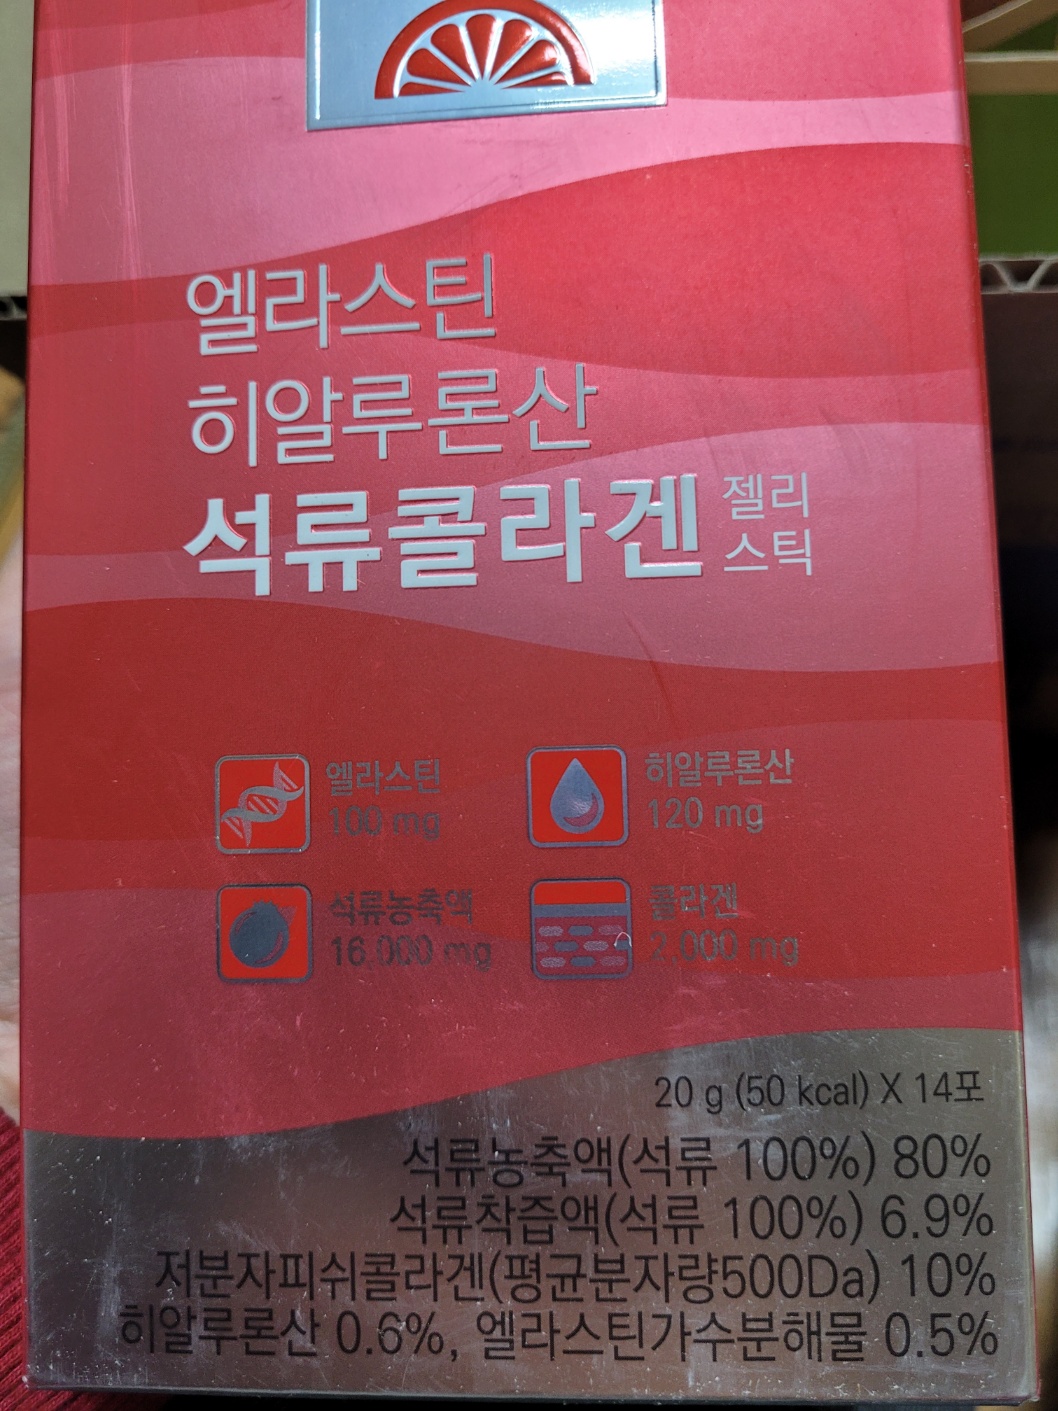 엘라스틴
히알루론산
석류콜라겐 젤리
스틱
엘라스틴
100 mg
히알루론산
120 mg
석류농축액
16,000 mg
콜라겐
2,000 mg
20 g (50 kcal) X 14포
석류농축액(석류 100%) 80%
석류착즙액(석류 100%) 6.9%
저분자피쉬콜라겐(평균분자량500Da) 10%
히알루론산 0.6%, 엘라스틴가수분해물 0.5%